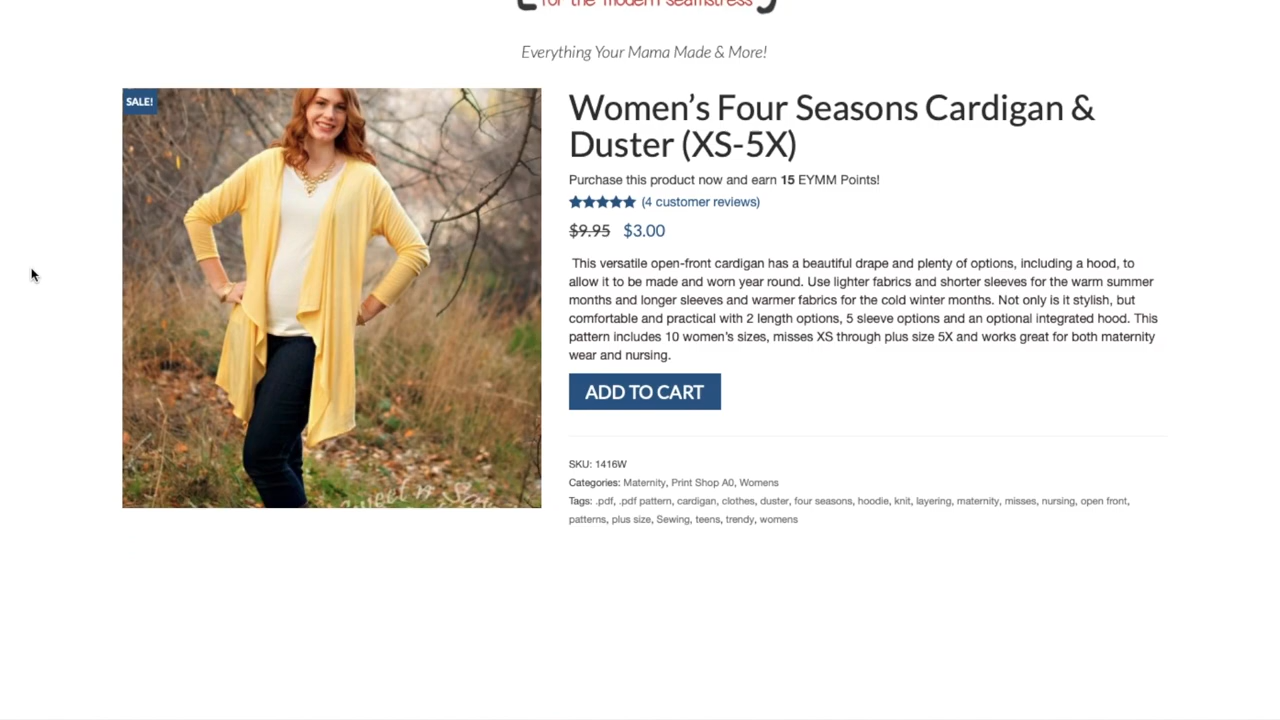 for the modern seamstress
Everything Your Mama Made & More!
SALE!
Women’s Four Seasons Cardigan &
Duster (XS-5X)
Purchase this product now and earn 15 EYMM Points!
(4 customer reviews)
$9.95 $3.00
This versatile open-front cardigan has a beautiful drape and plenty of options, including a hood, to
allow it to be made and worn year round. Use lighter fabrics and shorter sleeves for the warm summer
months and longer sleeves and warmer fabrics for the cold winter months. Not only is it stylish, but
comfortable and practical with 2 length options, 5 sleeve options and an optional integrated hood. This
pattern includes 10 women’s sizes, misses XS through plus size 5X and works great for both maternity
wear and nursing.
ADD TO CART
SKU: 1416W
Categories: Maternity, Print Shop A0, Womens
Tags: .pdf, .pdf pattern, cardigan, clothes, duster, four seasons, hoodie, knit, layering, maternity, misses, nursing, open front,
patterns, plus size, Sewing, teens, trendy, womens